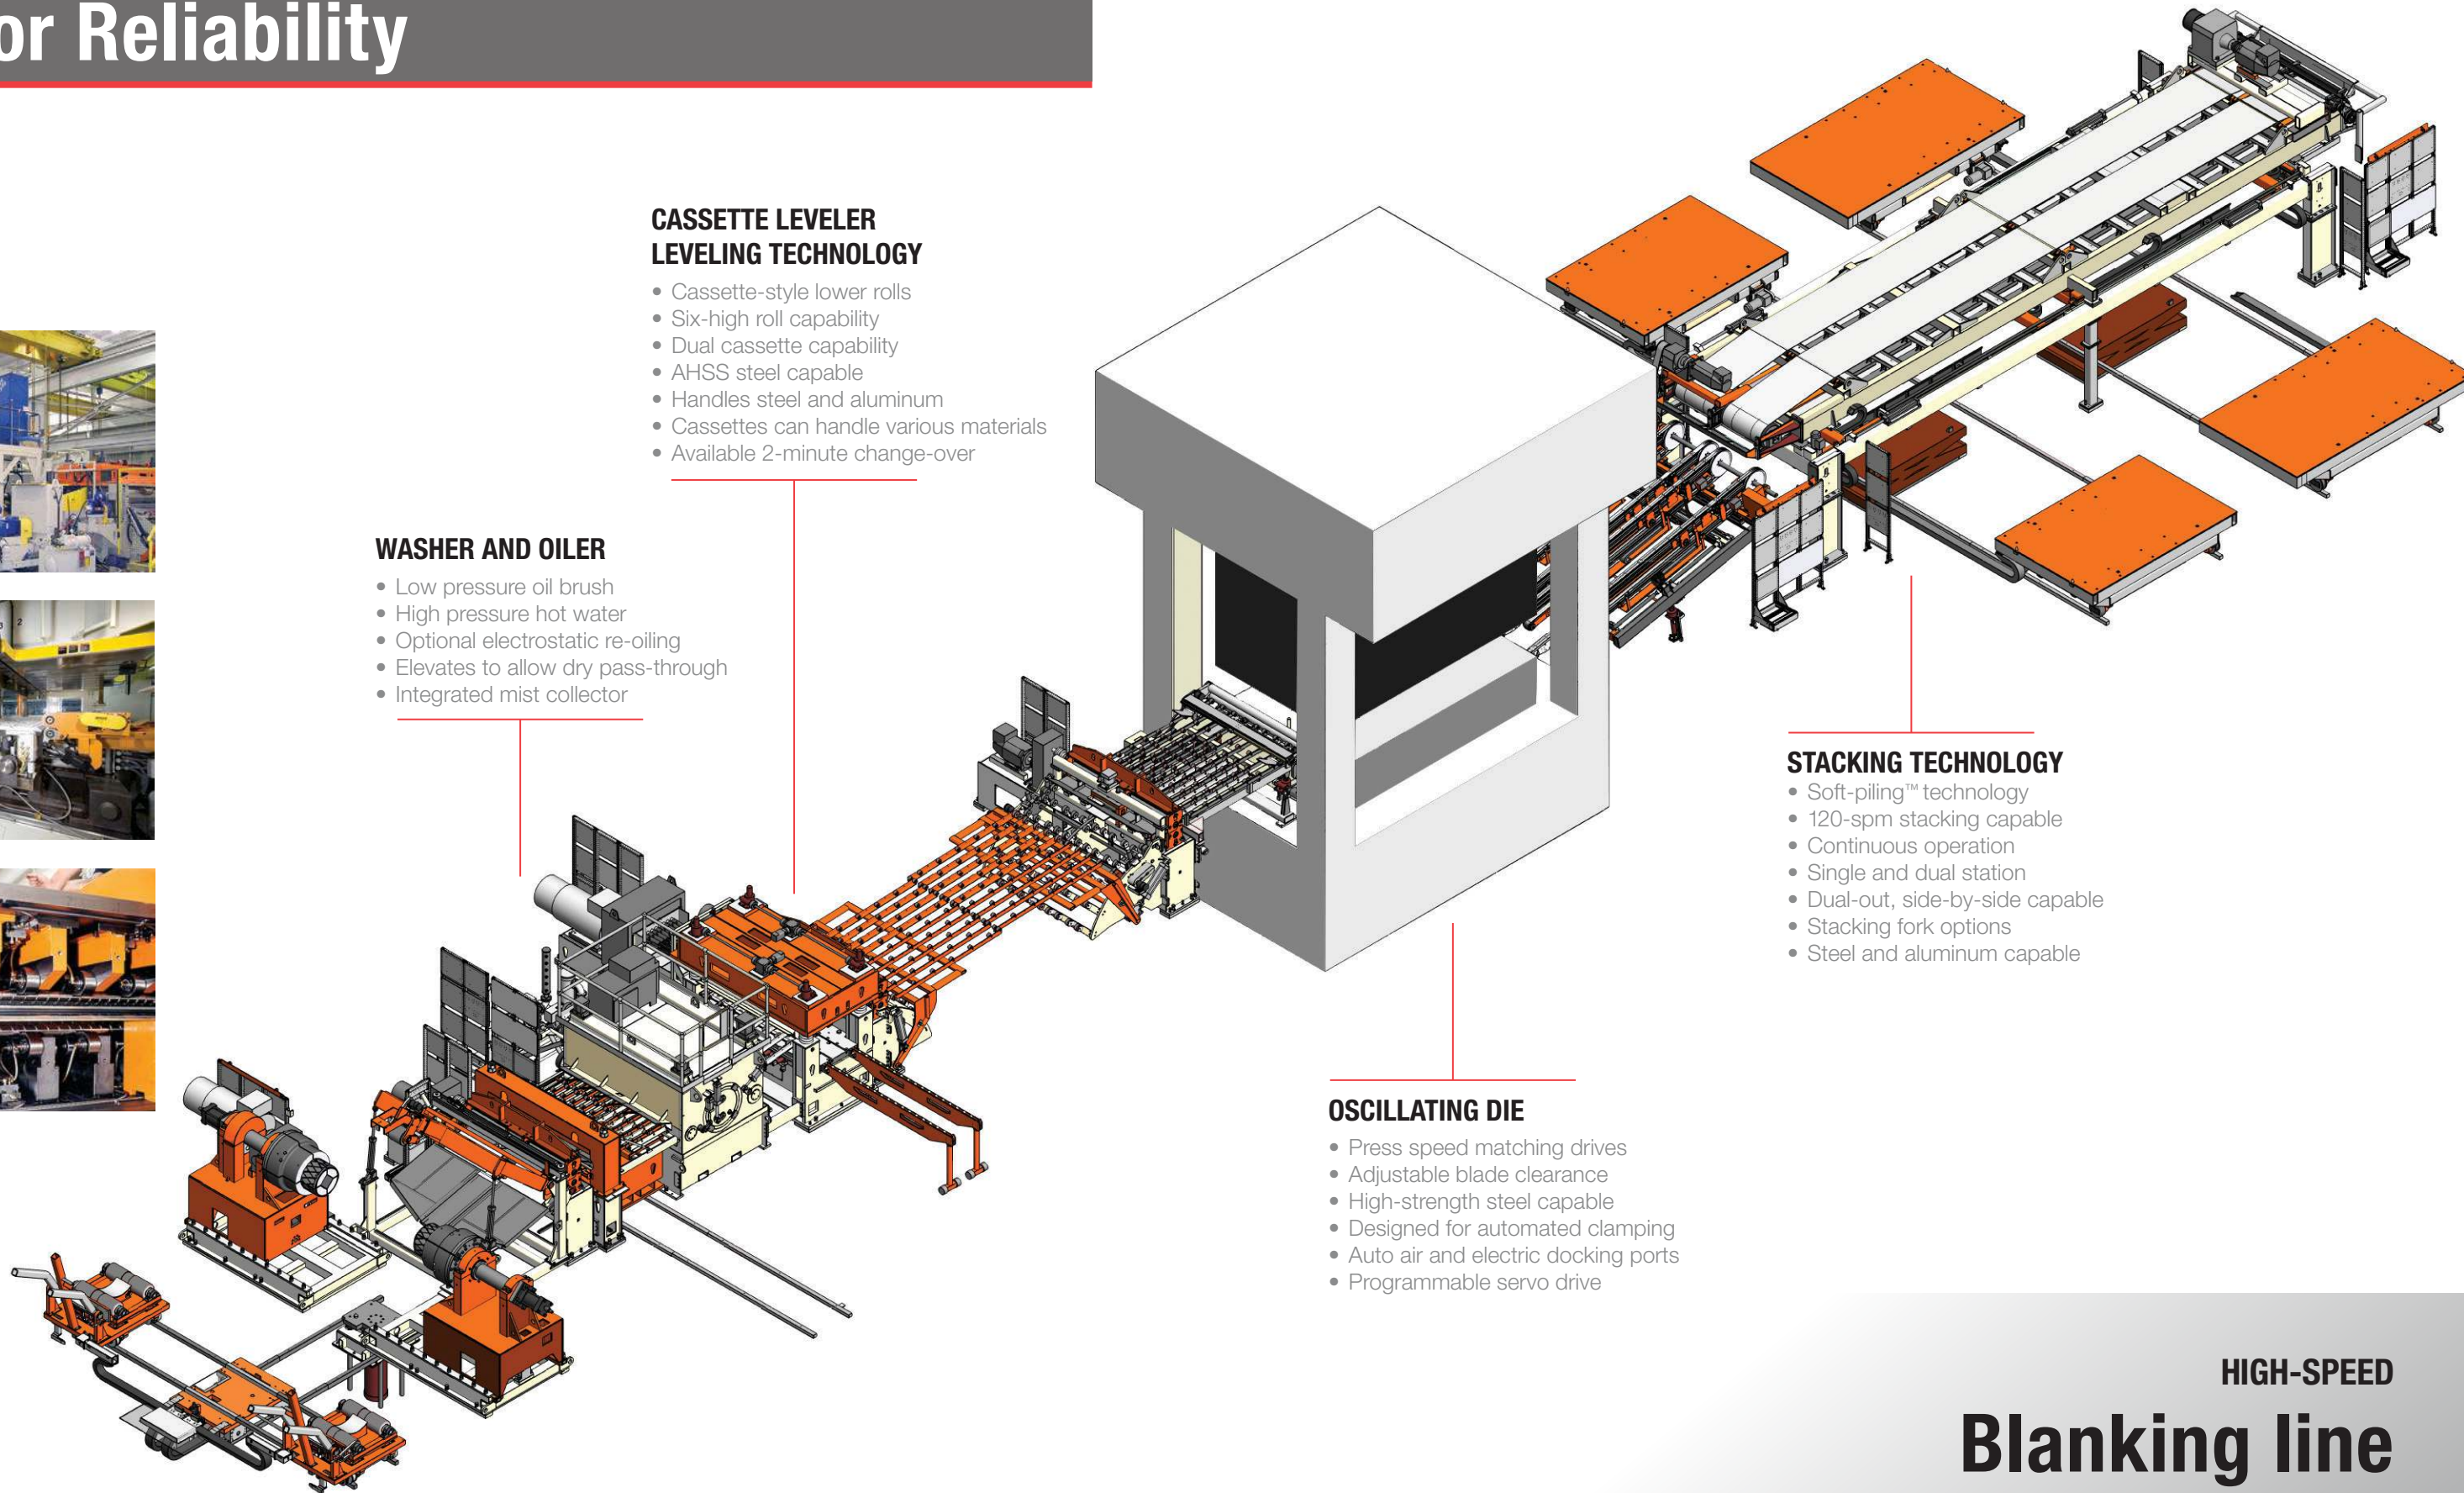 or Reliability
CASSETTE LEVELER
LEVELING TECHNOLOGY
• Cassette-style lower rolls
• Six-high roll capability
• Dual cassette capability
• AHSS steel capable
• Handles steel and aluminum
• Cassettes can handle various materials
• Available 2-minute change-over
WASHER AND OILER
• Low pressure oil brush
• High pressure hot water
• Optional electrostatic re-oiling
• Elevates to allow dry pass-through
• Integrated mist collector
STACKING TECHNOLOGY
• Soft-piling™ technology
• 120-spm stacking capable
• Continuous operation
• Single and dual station
• Dual-out, side-by-side capable
• Stacking fork options
• Steel and aluminum capable
OSCILLATING DIE
• Press speed matching drives
• Adjustable blade clearance
• High-strength steel capable
• Designed for automated clamping
• Auto air and electric docking ports
• Programmable servo drive
HIGH-SPEED
Blanking line